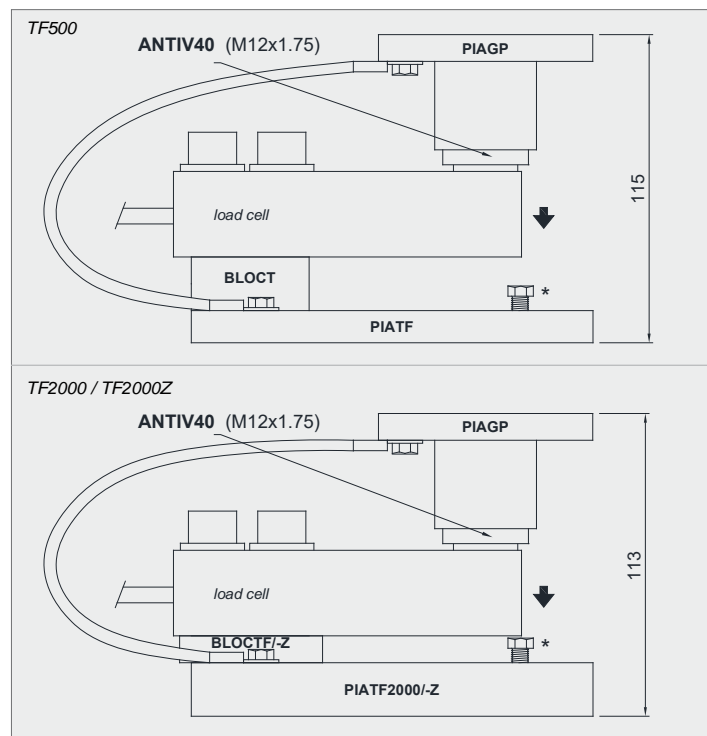 TF500
ANTIV40 (M12x1.75)
PIAGP
115
load cell
BLOCT
*
PIATF
TF2000 / TF2000Z
ANTIV40 (M12x1.75)
PIAGP
113
load cell
BLOCTF/-Z
*
PIATF2000/-Z